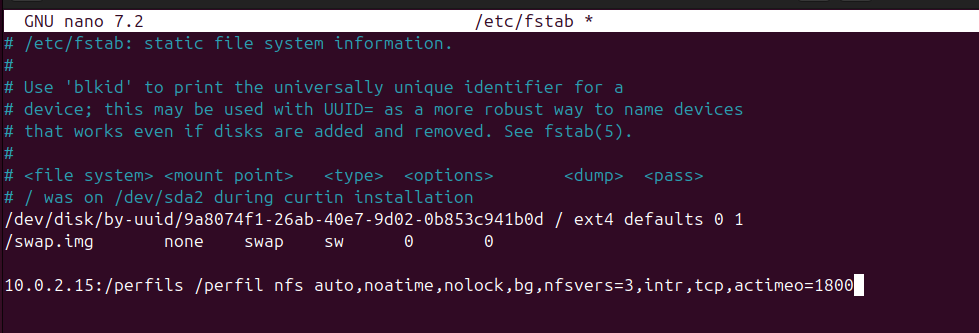 GNU nano 7.2 /etc/fstab *
# /etc/fstab: static file system information.
#
# Use 'blkid' to print the universally unique identifier for a
# device; this may be used with UUID= as a more robust way to name devices
# that works even if disks are added and removed. See fstab(5).
#
# <file system> <mount point>   <type>  <options>       <dump>  <pass>
# / was on /dev/sda2 during curtin installation
/dev/disk/by-uuid/9a8074f1-26ab-40e7-9d02-0b853c941b0d / ext4 defaults 0 1
/swap.img       none    swap    sw      0       0
10.0.2.15:/perfils /perfil nfs auto,noatime,nolock,bg,nfsvers=3,intr,tcp,actimeo=1800